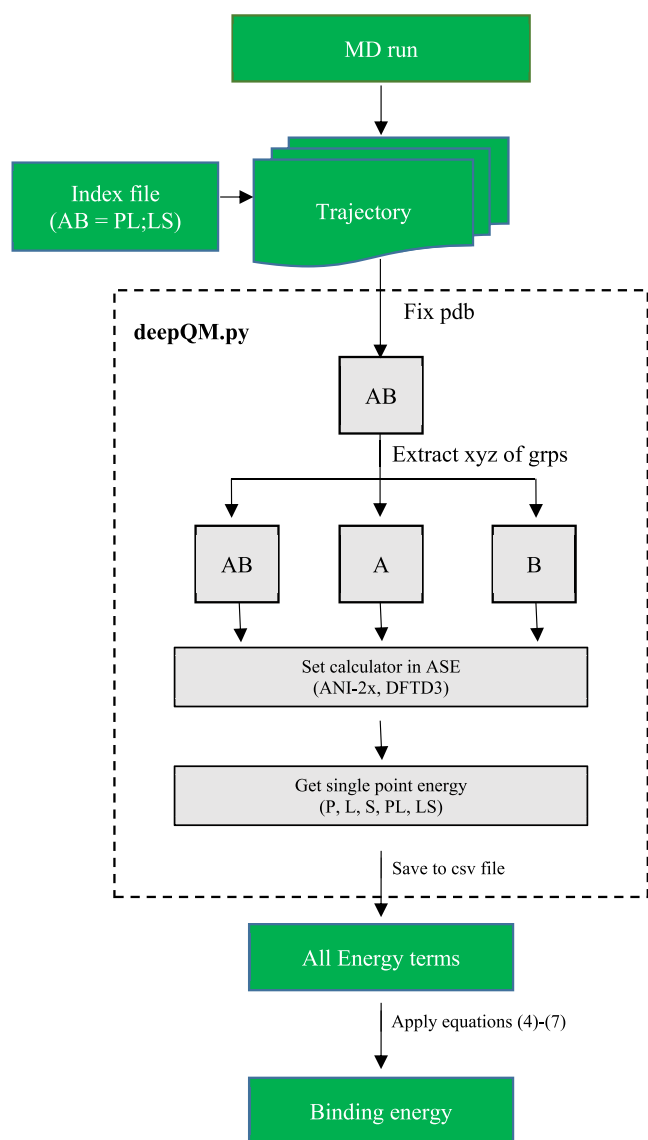 MD run
Index file
(AB = PL;LS)
Trajectory
Fix pdb
deepQM.py
AB
Extract xyz of grps
AB
A
B
Set calculator in ASE
(ANI-2x, DFTD3)
Get single point energy
(P, L, S, PL, LS)
Save to csv file
All Energy terms
Apply equations (4)-(7)
Binding energy